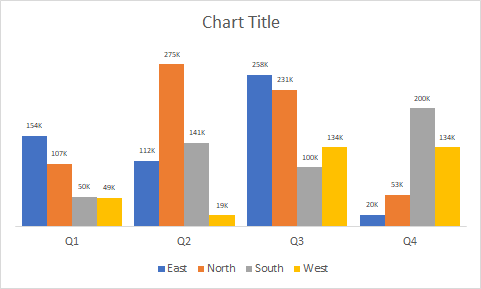 Chart Title
154K
107K
50K
49K
112K
275K
141K
19K
258K
231K
100K
134K
20K
53K
200K
134K
Q1 Q2 Q3 Q4
East North South West